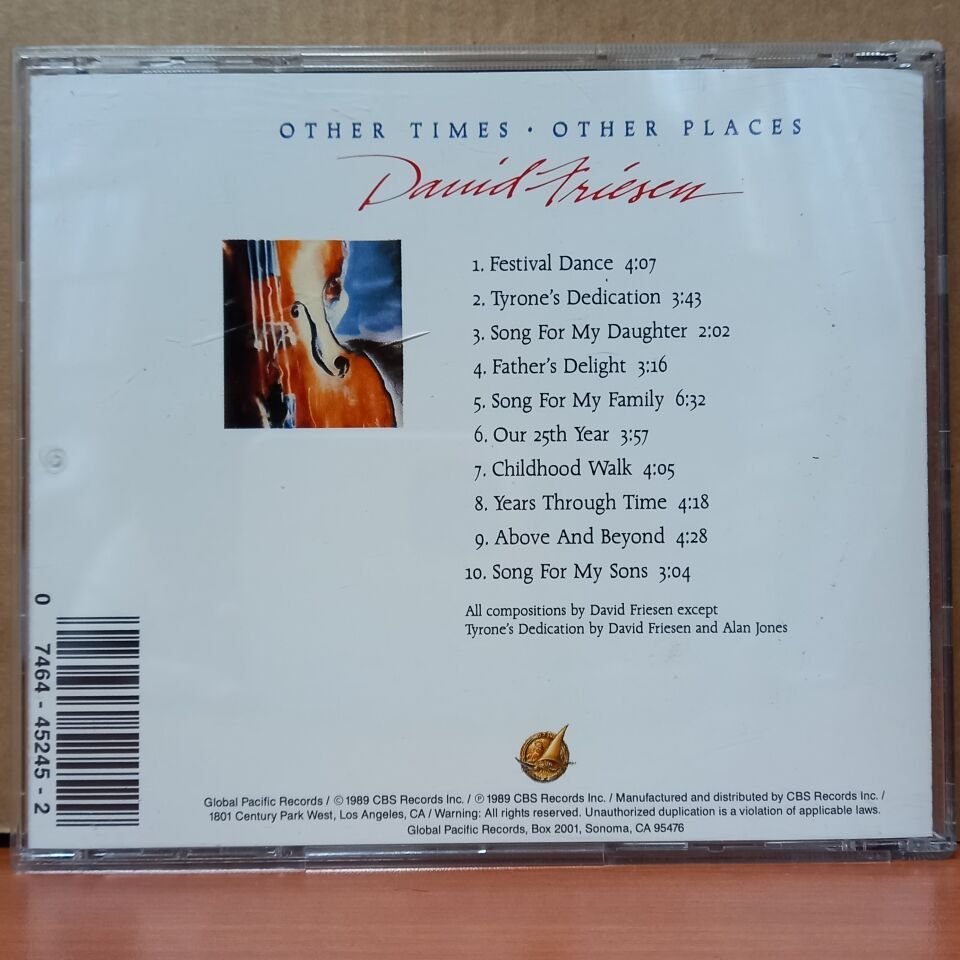 OTHER TIMES · OTHER PLACES
David Friesen
1. Festival Dance 4:07
2. Tyrone's Dedication 3:43
3. Song For My Daughter 2:02
4. Father's Delight 3:16
5. Song For My Family 6:32
6. Our 25th Year 3:57
7. Childhood Walk 4:05
8. Years Through Time 4:18
9. Above And Beyond 4:28
10. Song For My Sons 3:04
All compositions by David Friesen except
Tyrone's Dedication by David Friesen and Alan Jones
0 7464-45245-2
Global Pacific Records / © 1989 CBS Records Inc. / ℗ 1989 CBS Records Inc. / Manufactured and distributed by CBS Records Inc. /
1801 Century Park West, Los Angeles, CA / Warning: All rights reserved. Unauthorized duplication is a violation of applicable laws.
Global Pacific Records, Box 2001, Sonoma, CA 95476